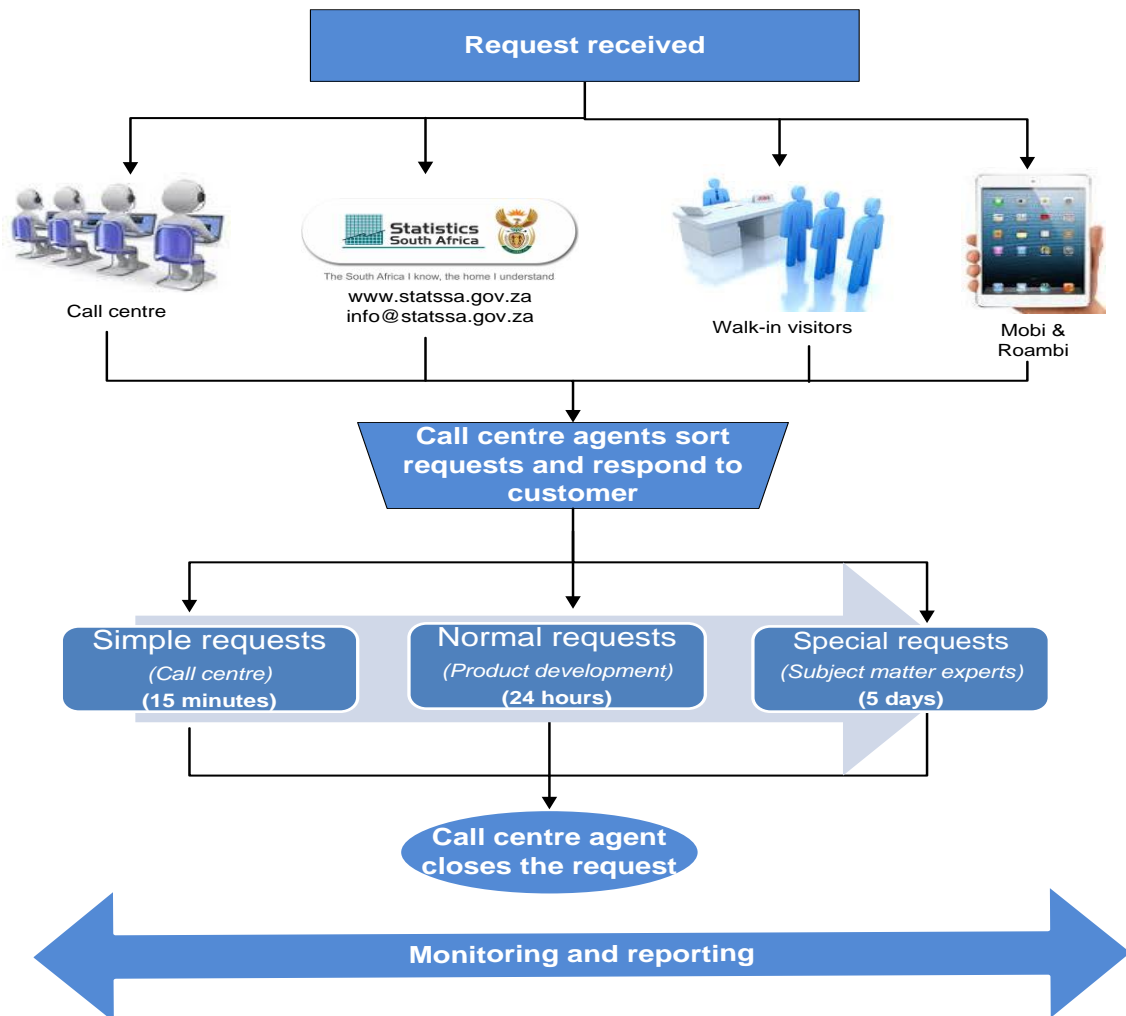 Request received
Statistics
South Africa
The South Africa I know, the home I understand
www.statssa.gov.za
info@statssa.gov.za
Call centre
Walk-in visitors
Mobi &
Roambi
Call centre agents sort
requests and respond to
customer
Simple requests
(Call centre)
(15 minutes)
Normal requests
(Product development)
(24 hours)
Special requests
(Subject matter experts)
(5 days)
Call centre agent
closes the request
Monitoring and reporting